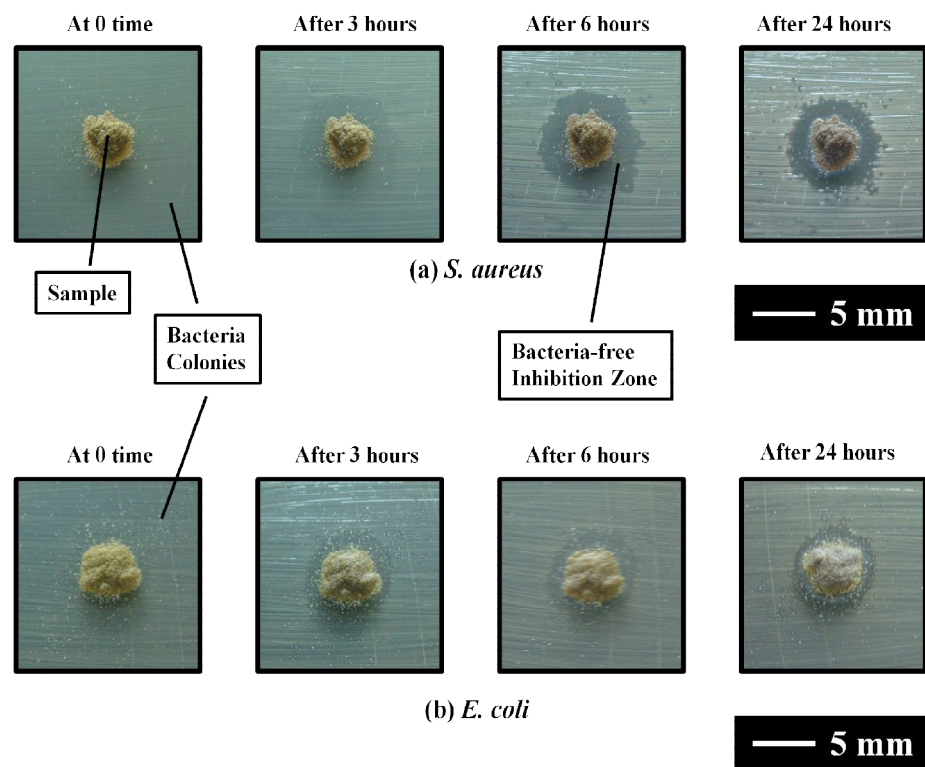 At 0 time
After 3 hours
After 6 hours
After 24 hours
(a) S. aureus
Sample
5 mm
Bacteria
Colonies
Bacteria-free
Inhibition Zone
At 0 time
After 3 hours
After 6 hours
After 24 hours
(b) E. coli
5 mm